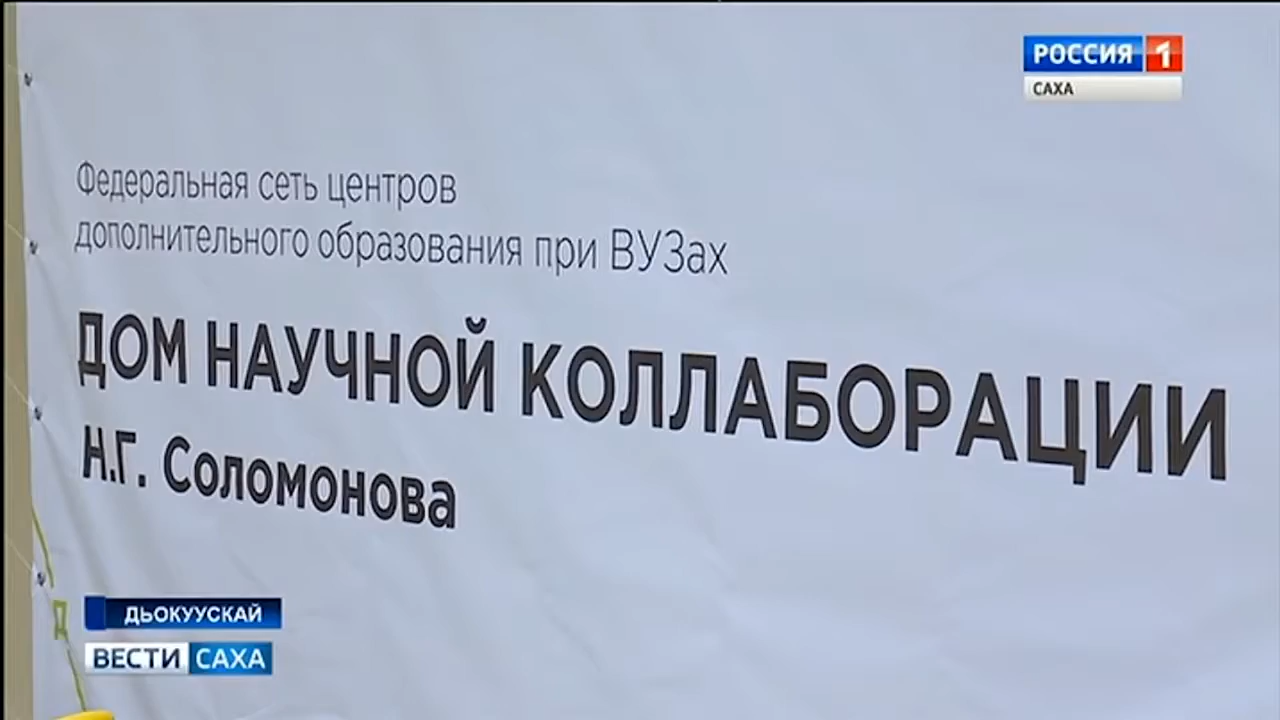 РОССИЯ 1
САХА
Федеральная сеть центров
дополнительного образования при ВУЗах
ДОМ НАУЧНОЙ КОЛЛАБОРАЦИИ
Н.Г. Соломонова
ДЬОКУУСКАЙ
ВЕСТИ САХА